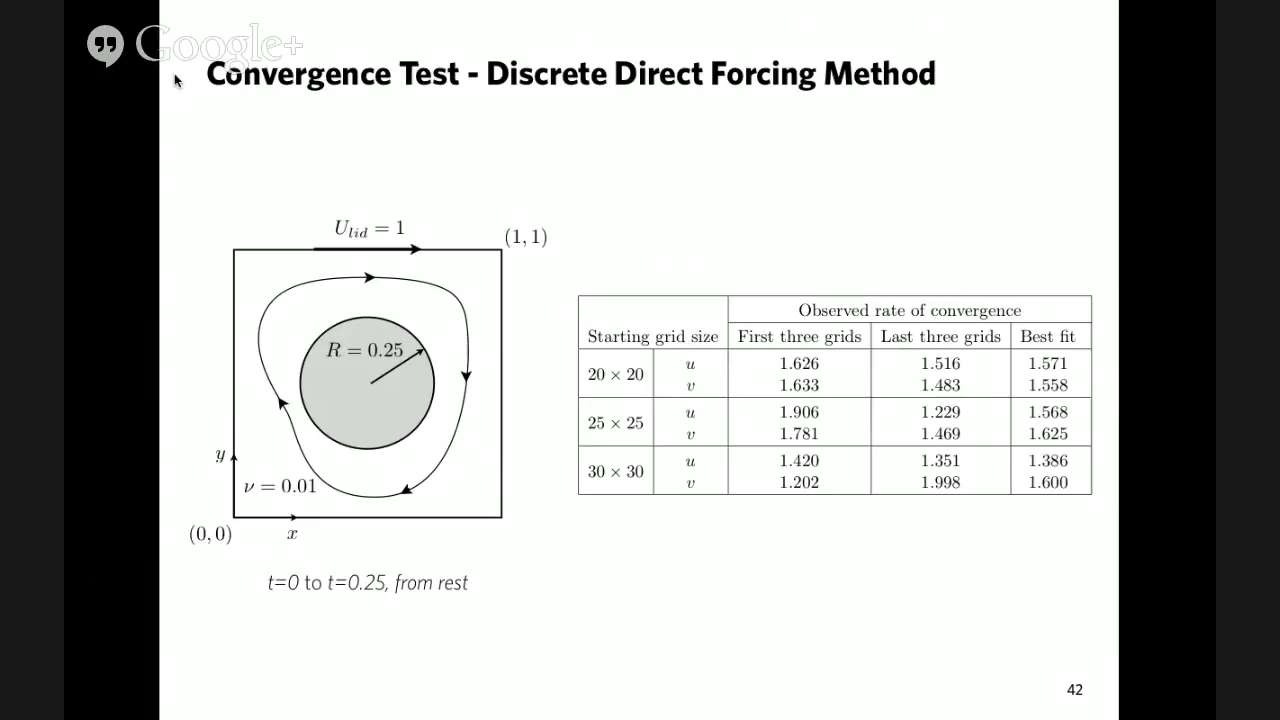 Google+
Convergence Test - Discrete Direct Forcing Method
U_{lid} = 1
(1, 1)
R = 0.25
y
ν = 0.01
(0, 0)
x
t=0 to t=0.25, from rest
Observed rate of convergence
Starting grid size First three grids Last three grids Best fit
20 × 20 u 1.626 1.516 1.571
v 1.633 1.483 1.558
25 × 25 u 1.906 1.229 1.568
v 1.781 1.469 1.625
30 × 30 u 1.420 1.351 1.386
v 1.202 1.998 1.600
42